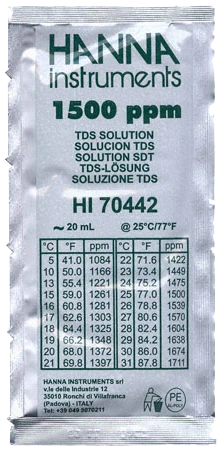 HANNA
instruments
1500 ppm
TDS SOLUTION
SOLUCION TDS
SOLUTION SDT
TDS-LÖSUNG
SOLUZIONE TDS
HI 70442
~ 20 mL @ 25°C/77°F
°C °F ppm °C °F ppm
5 41.0 1084 22 71.6 1422
10 50.0 1166 23 73.4 1449
13 55.4 1221 24 75.2 1475
15 59.0 1261 25 77.0 1500
16 60.8 1281 26 78.8 1539
17 62.6 1303 27 80.6 1570
18 64.4 1325 28 82.4 1604
19 66.2 1348 29 84.2 1638
20 68.0 1372 30 86.0 1674
21 69.8 1397 31 87.8 1711
HANNA INSTRUMENTS srl
v.le delle Industrie 12
35010 Ronchi di Villafranca
(Padova) - ITALY
Tel: +39 049 9070211
PE
AL-POLI